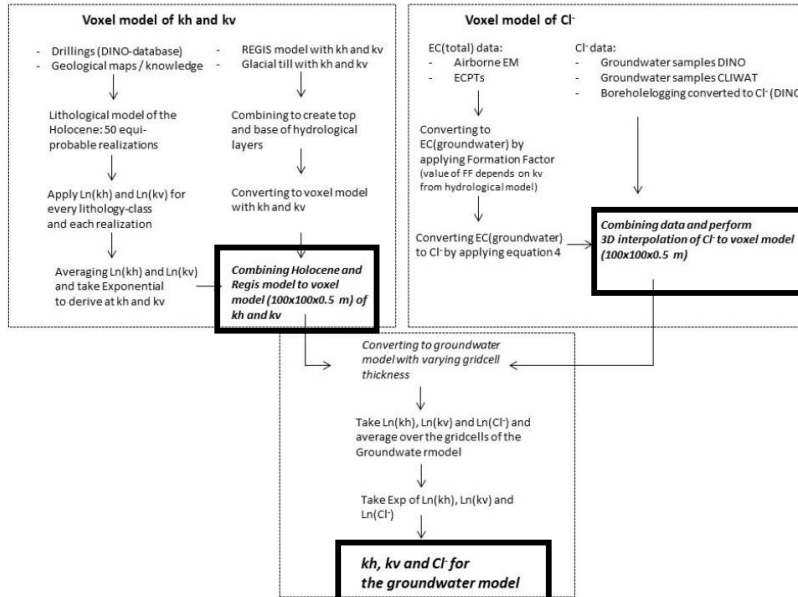 Voxel model of kh and kv
- Drillings (DINO-database)
- Geological maps / knowledge
- REGIS model with kh and kv
- Glacial till with kh and kv
Lithological model of the
Holocene: 50 equi-
probable realizations
Combining to create top
and base of hydrological
layers
Apply Ln(kh) and Ln(kv) for
every lithology-class
and each realization
Converting to voxel model
with kh and kv
Averaging Ln(kh) and Ln(kv)
and take Exponential
to derive at kh and kv
Combining Holocene and
Regis model to voxel
model (100x100x0.5 m) of
kh and kv
Voxel model of Cl⁻
EC(total) data:
- Airborne EM
- ECPTs
Cl⁻ data:
- Groundwater samples DINO
- Groundwater samples CLIWAT
- Boreholelogging converted to Cl⁻ (DINO
Converting to
EC(groundwater) by
applying Formation Factor
(value of FF depends on kv
from hydrological model)
Converting EC(groundwater)
to Cl⁻ by applying equation 4
Combining data and perform
3D interpolation of Cl⁻ to voxel model
(100x100x0.5 m)
Converting to groundwater
model with varying gridcell
thickness
Take Ln(kh), Ln(kv) and Ln(Cl⁻) and
average over the gridcells of the
Groundwate rmodel
Take Exp of Ln(kh), Ln(kv) and
Ln(Cl⁻)
kh, kv and Cl⁻ for
the groundwater model